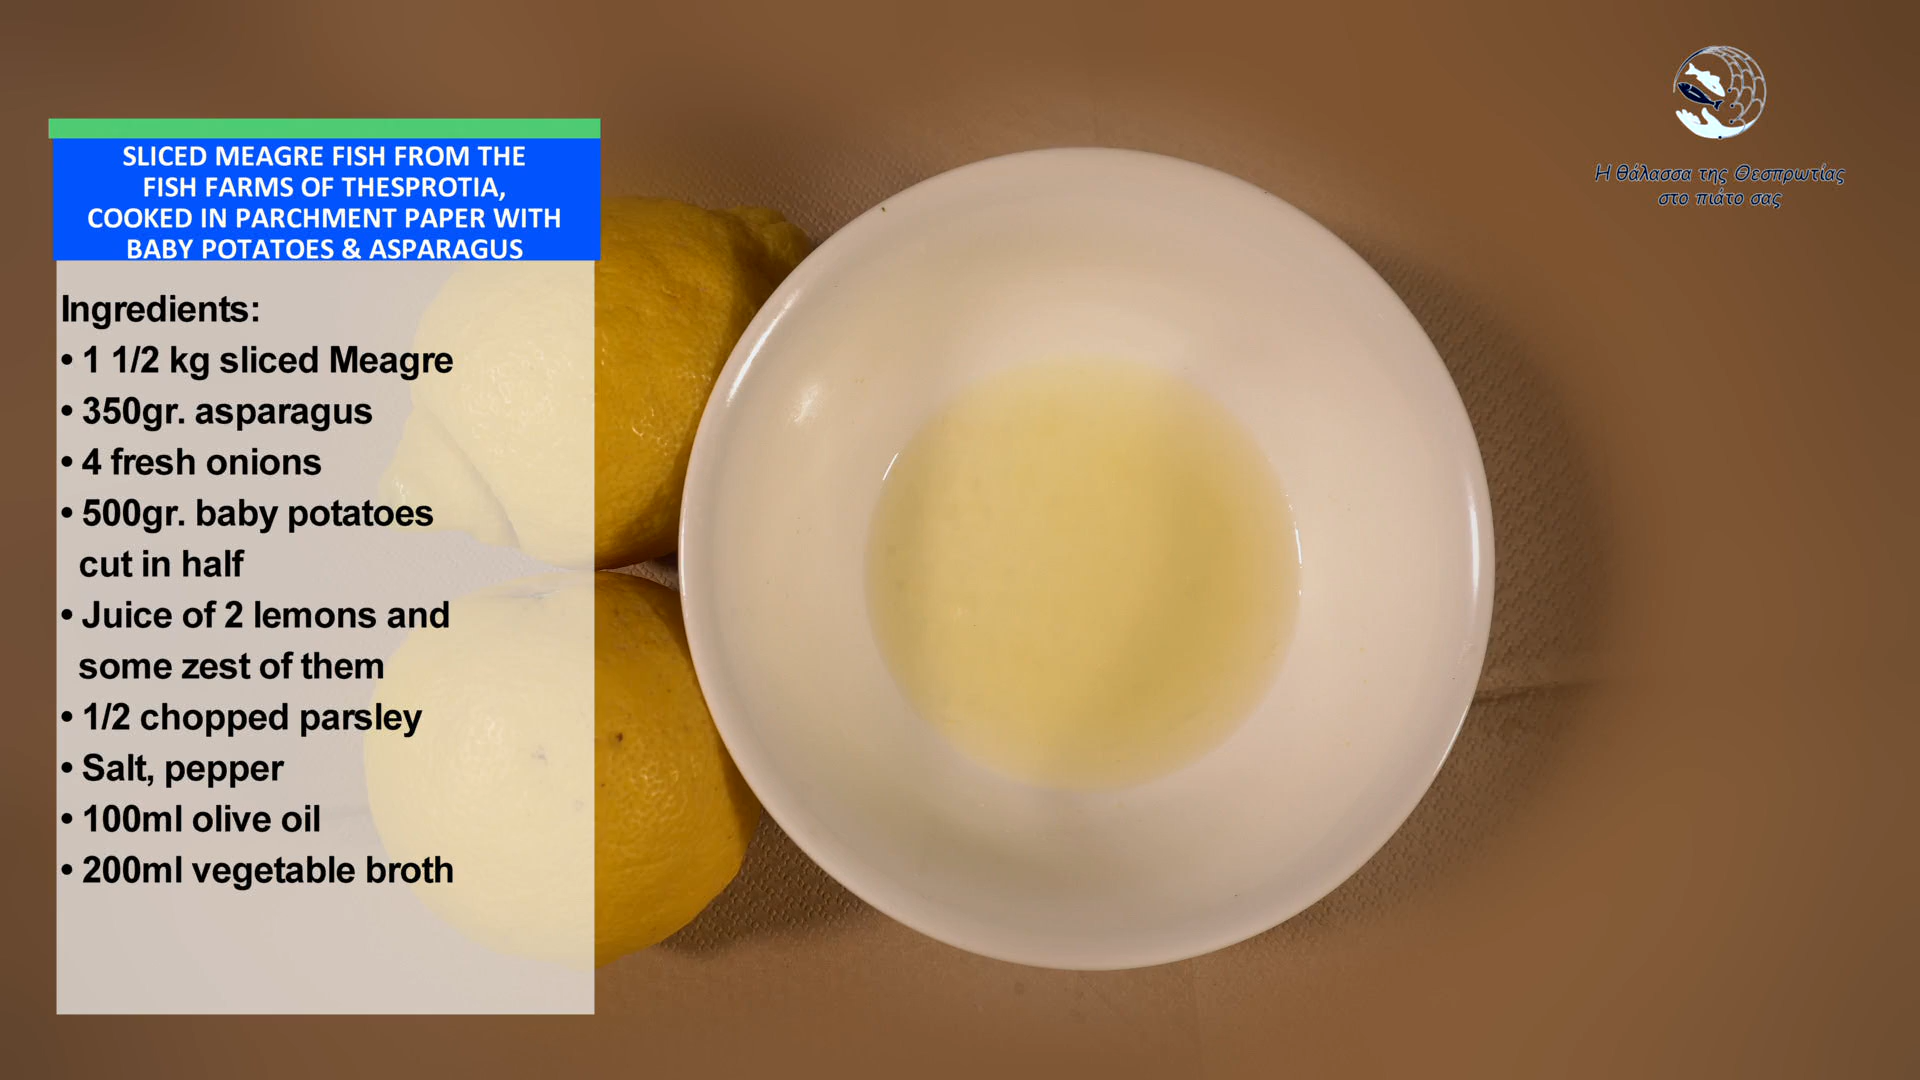 SLICED MEAGRE FISH FROM THE
FISH FARMS OF THESPROTIA,
COOKED IN PARCHMENT PAPER WITH
BABY POTATOES & ASPARAGUS
Ingredients:
• 1 1/2 kg sliced Meagre
• 350gr. asparagus
• 4 fresh onions
• 500gr. baby potatoes
cut in half
• Juice of 2 lemons and
some zest of them
• 1/2 chopped parsley
• Salt, pepper
• 100ml olive oil
• 200ml vegetable broth
Η θάλασσα της Θεσπρωτίας
στο πιάτο σας